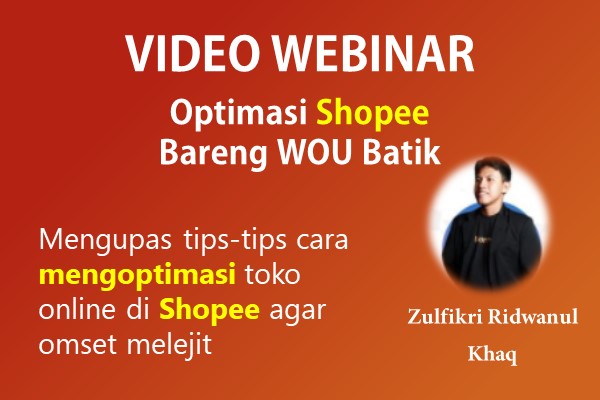 VIDEO WEBINAR
Optimasi Shopee
Bareng WOU Batik
Mengupas tips-tips cara
mengoptimasi toko
online di Shopee agar
omset melejit
Zulfikri Ridwanul
Khaq